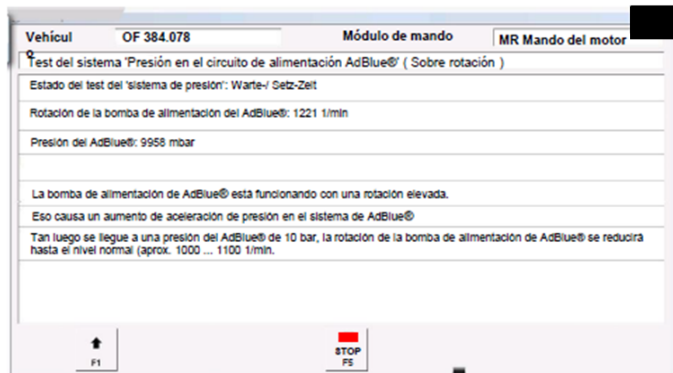 Vehícul OF 384.078 Módulo de mando MR Mando del motor
o
Test del sistema 'Presión en el circuito de alimentación AdBlue®' ( Sobre rotación )
Estado del test del 'sistema de presión': Warte-/ Setz-Zeit
Rotación de la bomba de alimentación del AdBlue®: 1221 1/min
Presión del AdBlue®: 9958 mbar
La bomba de alimentación de AdBlue® está funcionando con una rotación elevada.
Eso causa un aumento de aceleración de presión en el sistema de AdBlue®
Tan luego se llegue a una presión del AdBlue® de 10 bar, la rotación de la bomba de alimentación de AdBlue® se reducirá
hasta el nivel normal (aprox. 1000 ... 1100 1/min.
F1
STOP
F5